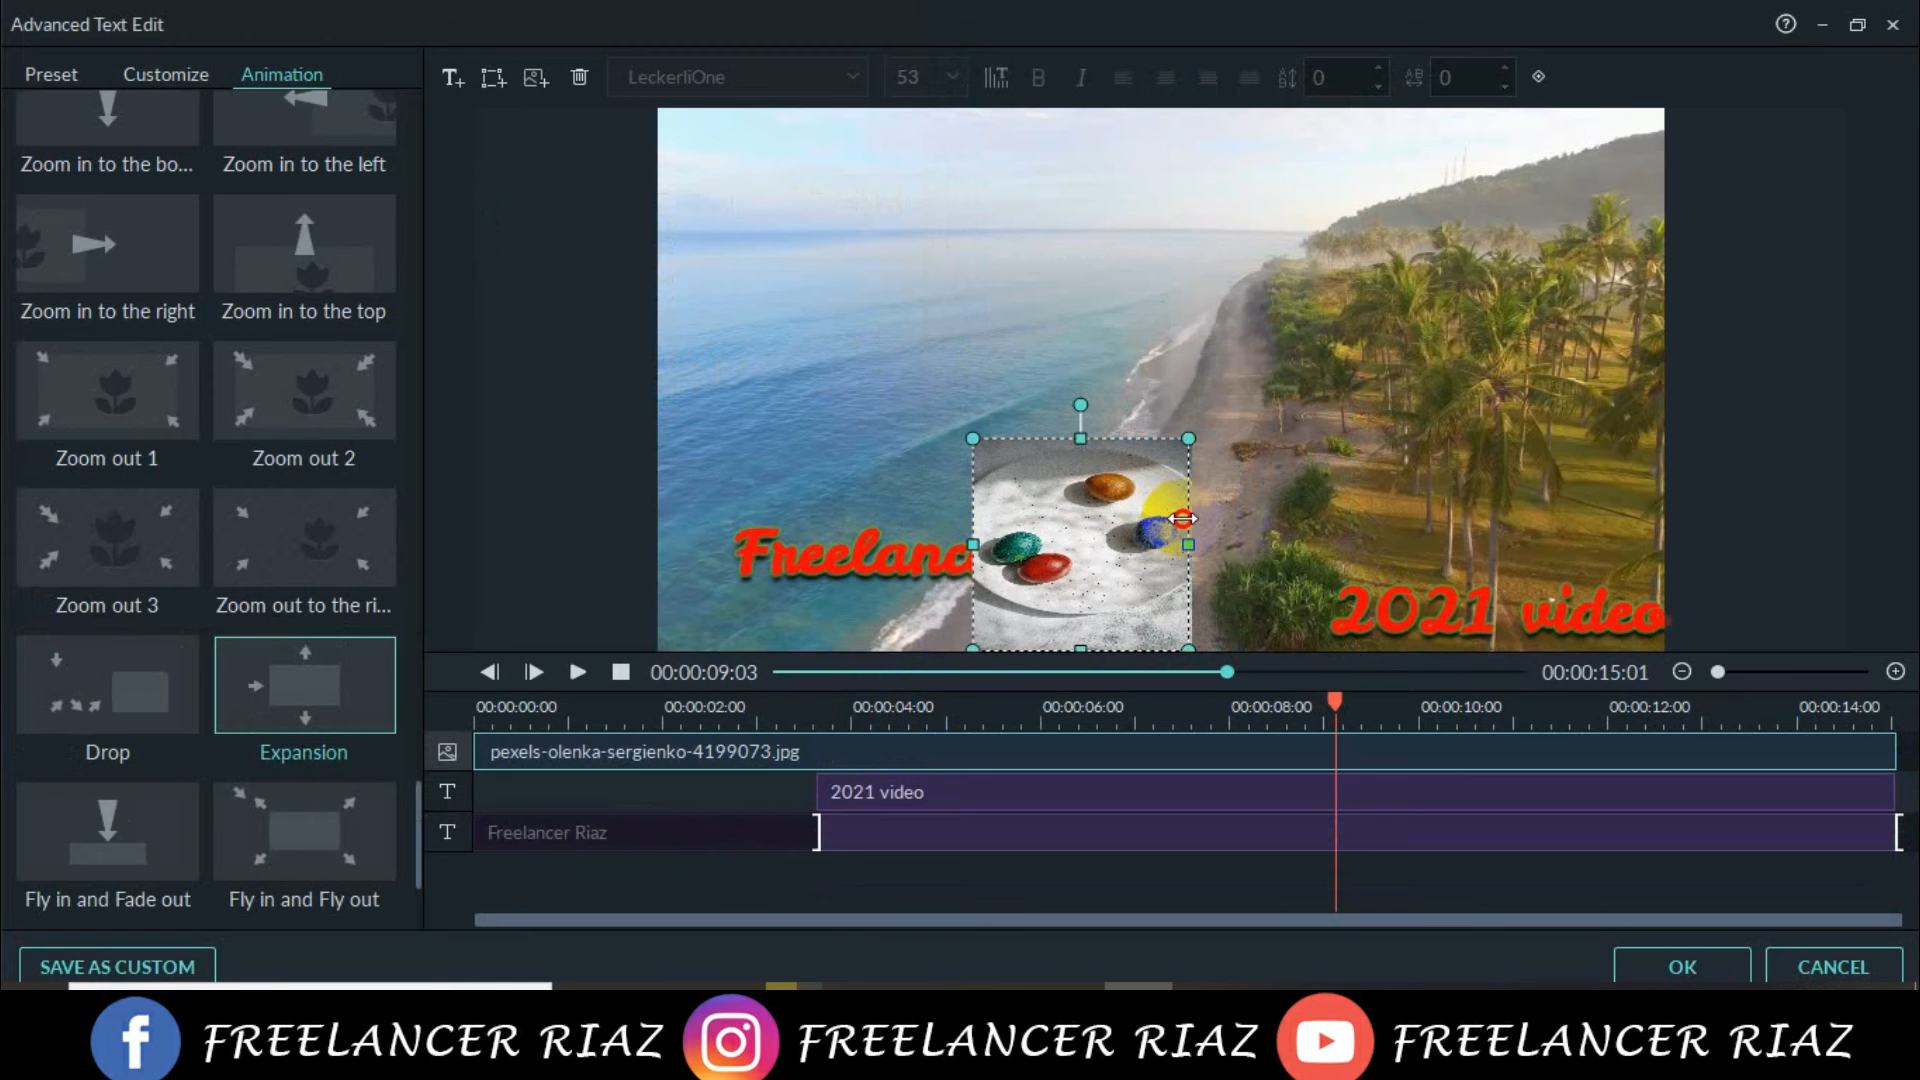 Advanced Text Edit
Preset Customize Animation
LeckerliOne 53 B I 0 0
Zoom in to the bo... Zoom in to the left
Zoom in to the right Zoom in to the top
Zoom out 1 Zoom out 2
Zoom out 3 Zoom out to the ri...
Drop Expansion
Fly in and Fade out Fly in and Fly out
SAVE AS CUSTOM
Freelanc
2021 video
00:00:09:03 00:00:15:01
00:00:00:00 00:00:02:00 00:00:04:00 00:00:06:00 00:00:08:00 00:00:10:00 00:00:12:00 00:00:14:00
pexels-olenka-sergienko-4199073.jpg
T 2021 video
T Freelancer Riaz
OK CANCEL
FREELANCER RIAZ FREELANCER RIAZ FREELANCER RIAZ